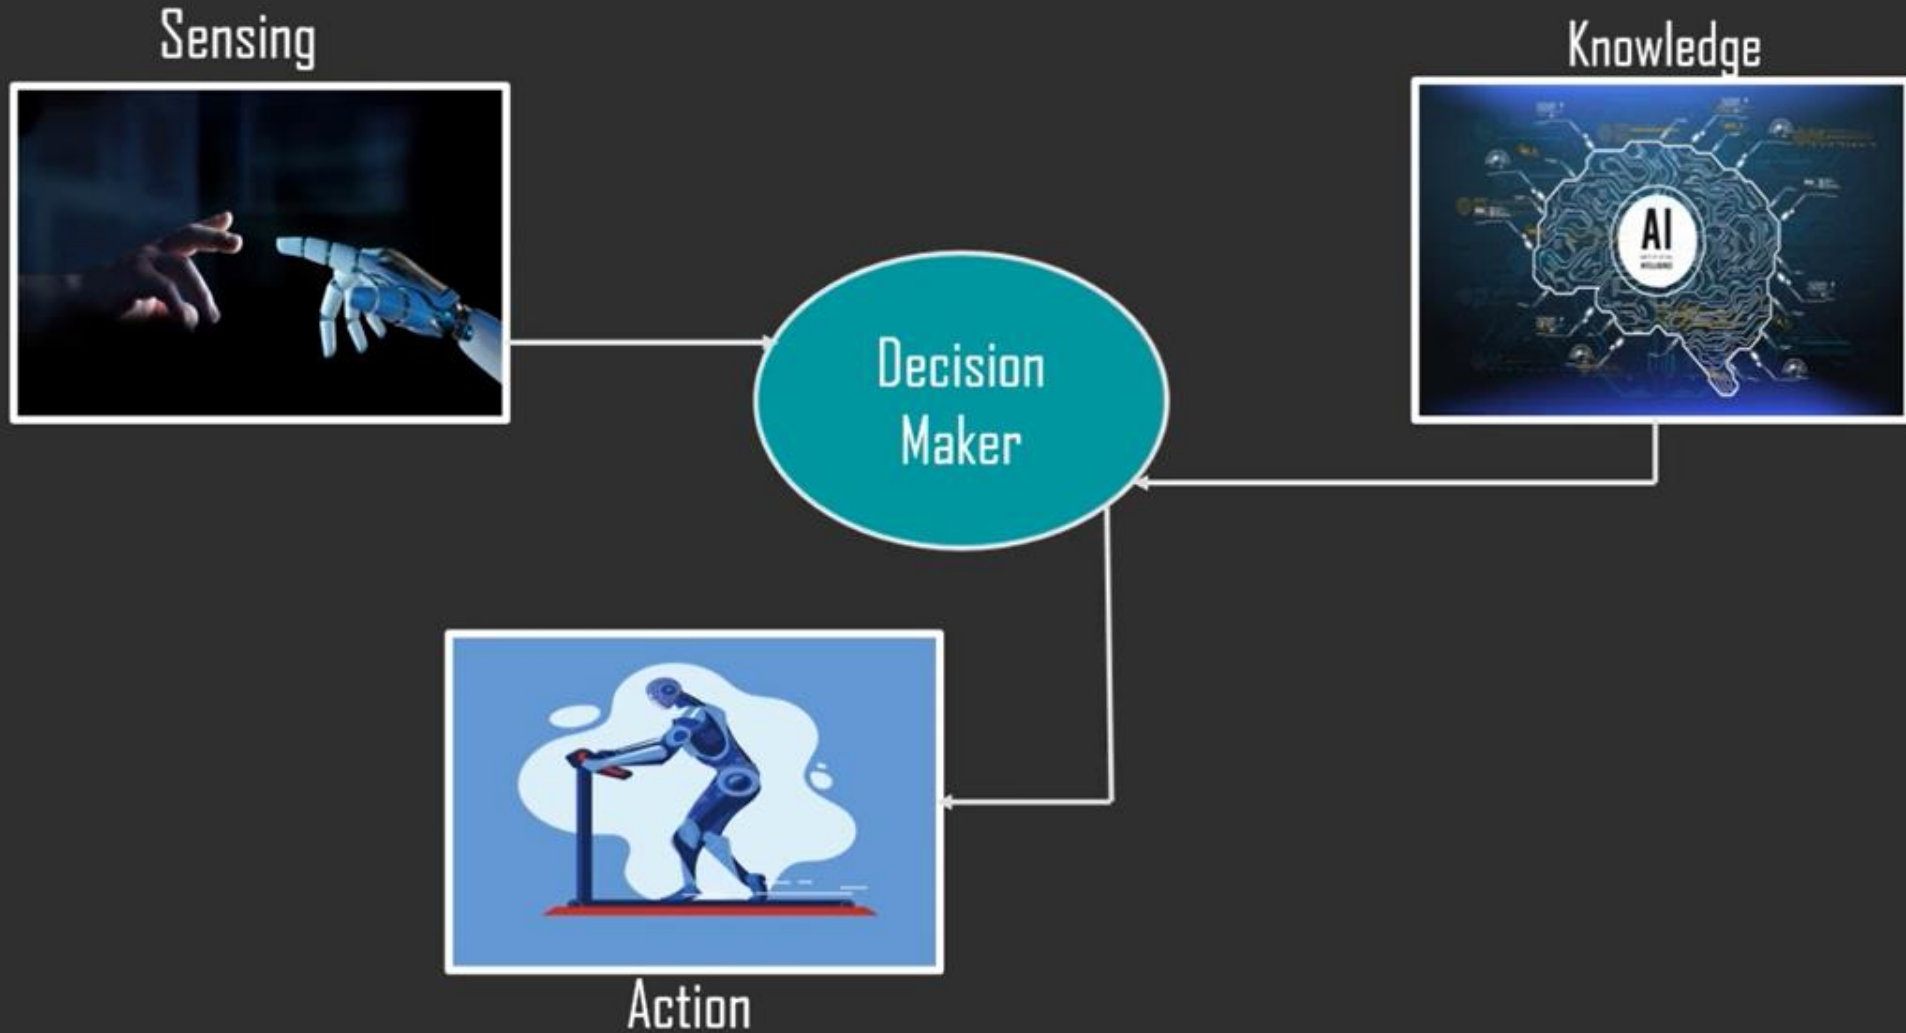 Sensing
Knowledge
AI
Decision
Maker
Action